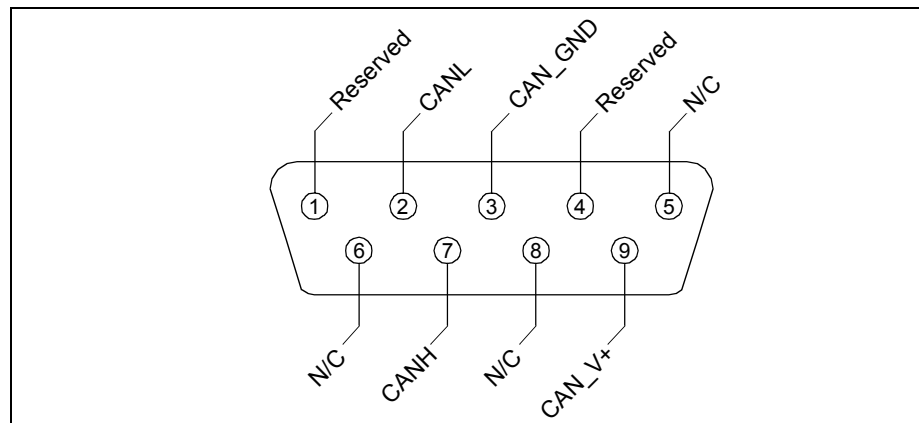 Reserved
CANL
CAN_GND
Reserved
N/C
1
2
3
4
5
6
7
8
9
N/C
CANH
N/C
CAN_V+